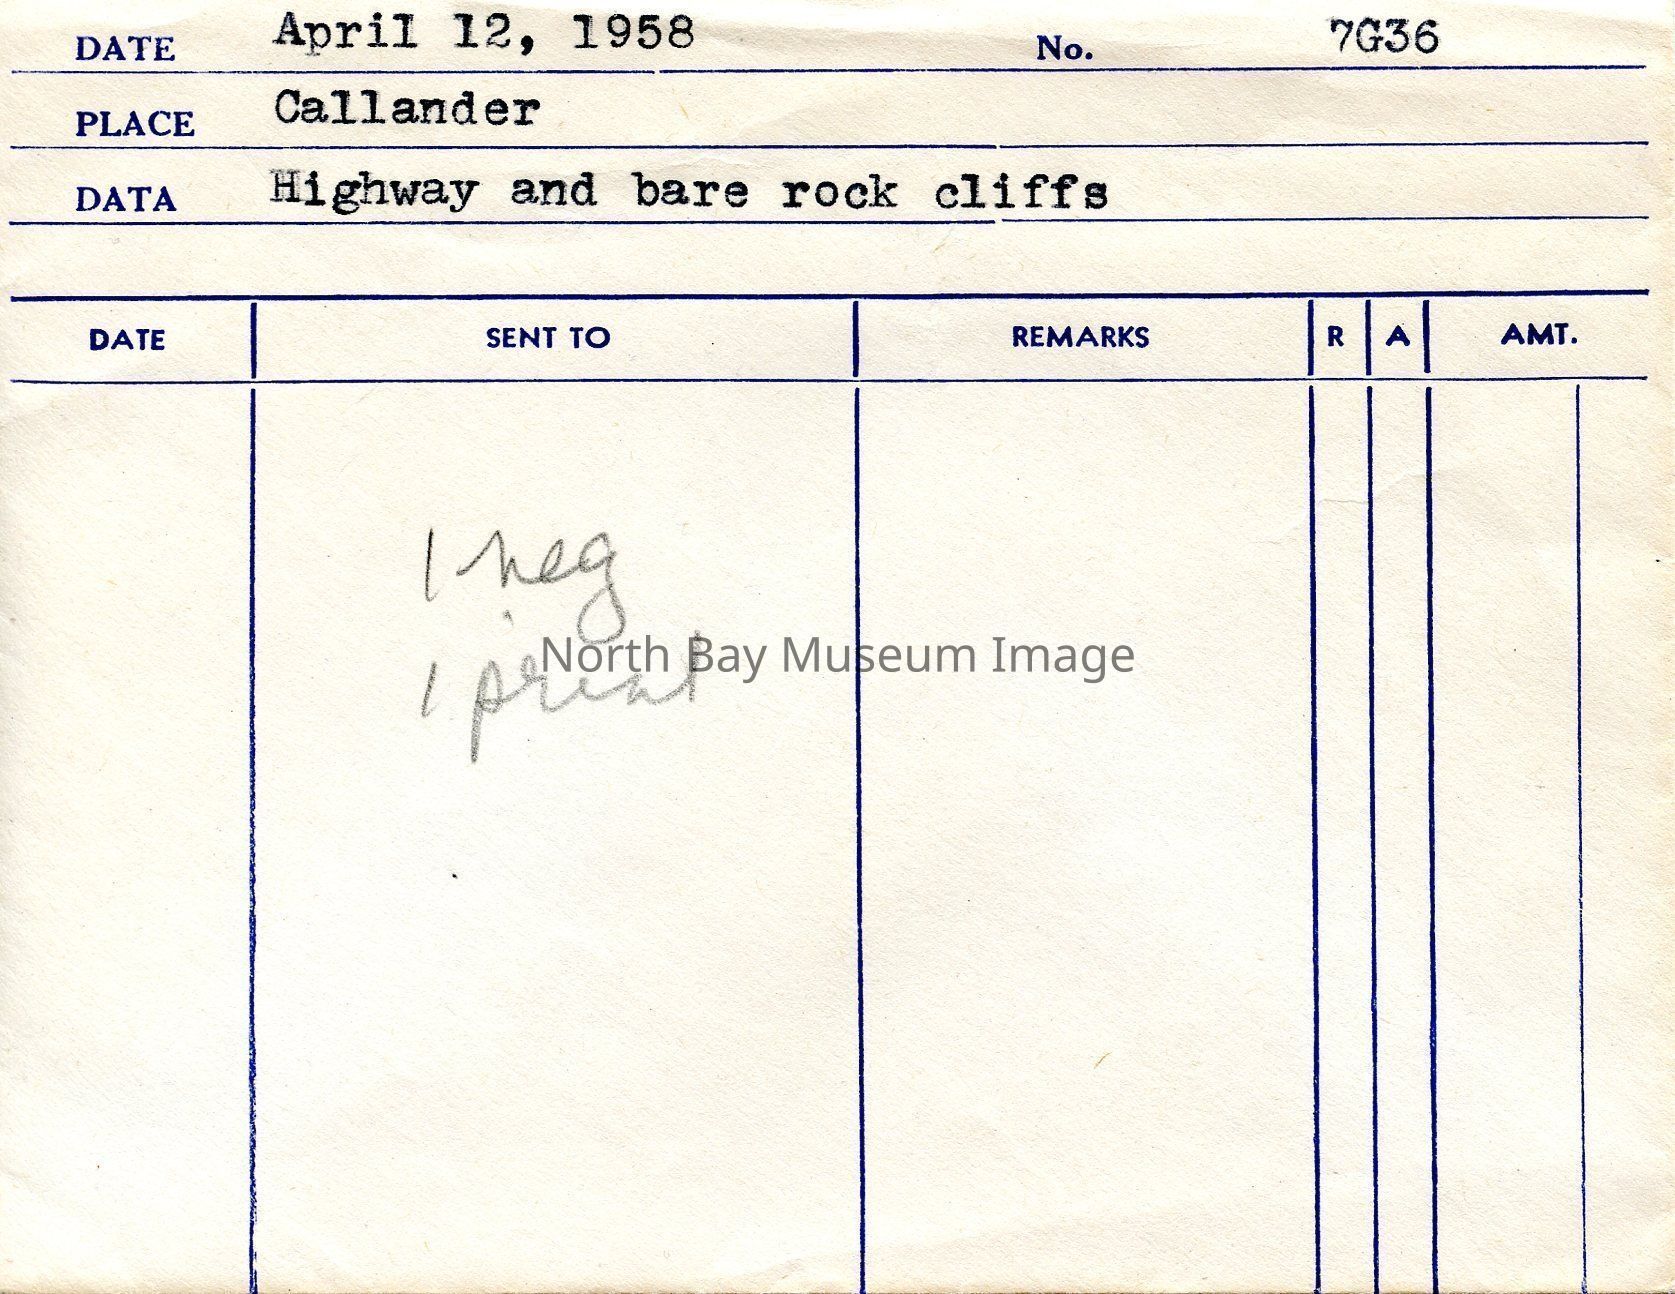 DATE April 12, 1958 No. 7G36
PLACE Callander
DATA Highway and bare rock cliffs
DATE SENT TO REMARKS R A AMT.
1 neg
North Bay Museum Image
1 print